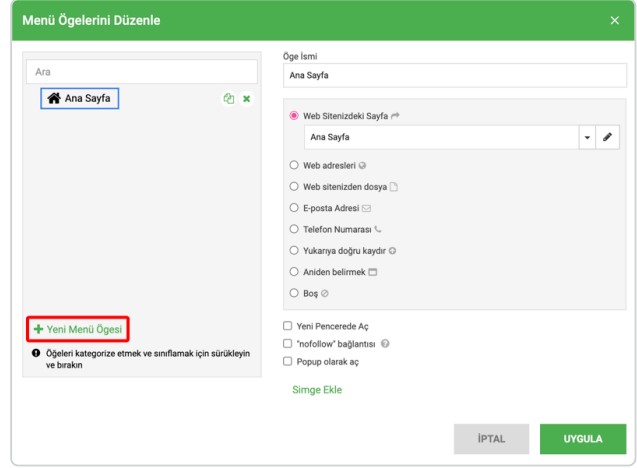 Menü Ögelerini Düzenle
Ara
Ana Sayfa
+ Yeni Menü Ögesi
Öğeleri kategorize etmek ve sınıflamak için sürükleyin
ve bırakın
Öge İsmi
Ana Sayfa
Web Sitenizdeki Sayfa
Ana Sayfa
Web adresleri
Web sitenizden dosya
E-posta Adresi
Telefon Numarası
Yukarıya doğru kaydır
Aniden belirmek
Boş
Yeni Pencerede Aç
"nofollow" bağlantısı
Popup olarak aç
Simge Ekle
İPTAL
UYGULA